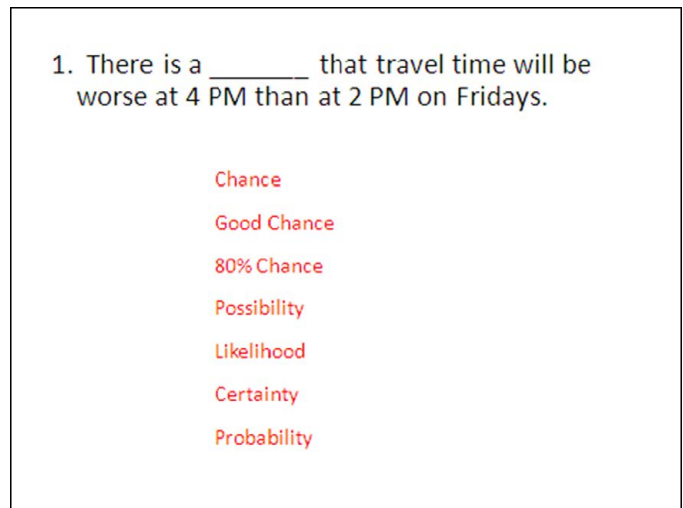 1. There is a _______ that travel time will be
worse at 4 PM than at 2 PM on Fridays.
Chance
Good Chance
80% Chance
Possibility
Likelihood
Certainty
Probability